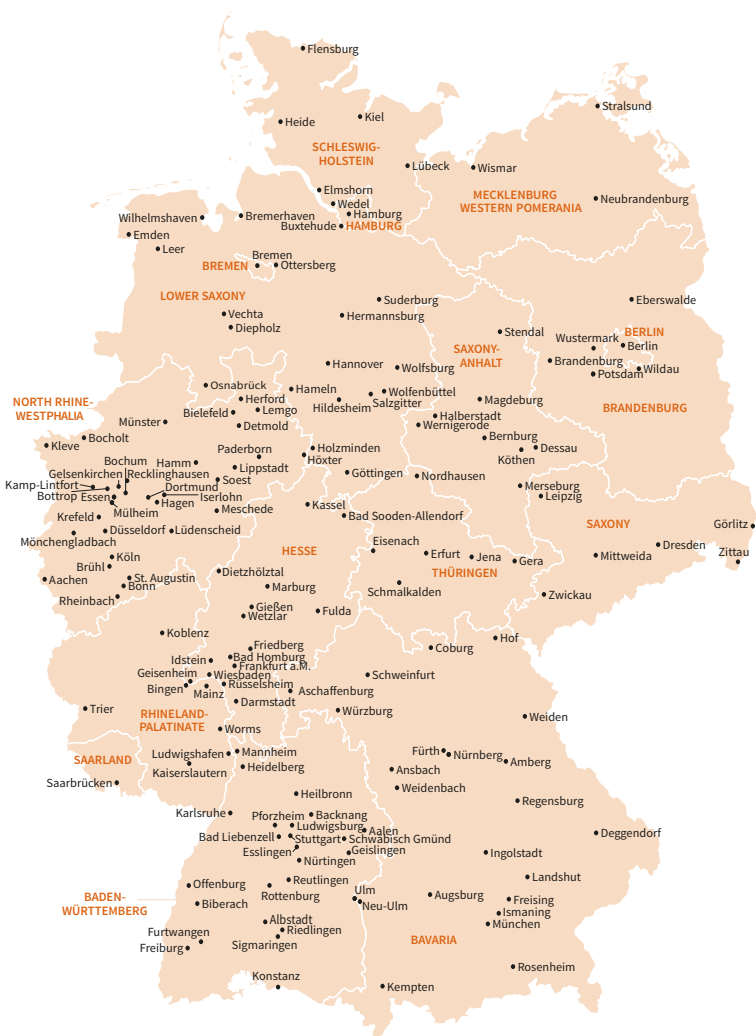 Flensburg
Stralsund
Kiel
Heide
SCHLESWIG-
HOLSTEIN
Lübeck
Wismar
Elmshorn
MECKLENBURG
WESTERN POMERANIA
Neubrandenburg
Wedel
Hamburg
Wilhelmshaven
Bremerhaven
Buxtehude
HAMBURG
Emden
Leer
Bremen
BREMEN
Ottersberg
LOWER SAXONY
Suderburg
Eberswalde
Vechta
Hermannsburg
Diepholz
Stendal
BERLIN
Wustermark
Berlin
SAXONY-
ANHALT
Brandenburg
Hannover
Wolfsburg
Wildau
Potsdam
Osnabrück
Hameln
Wolfenbüttel
NORTH RHINE-
WESTPHALIA
Herford
Salzgitter
Magdeburg
BRANDENBURG
Bielefeld
Lemgo
Hildesheim
Halberstadt
Münster
Detmold
Wernigerode
Bocholt
Bernburg
Kleve
Paderborn
Holzminden
Dessau
Höxter
Köthen
Bochum
Hamm
Lippstadt
Göttingen
Gelsenkirchen
Recklinghausen
Nordhausen
Kamp-Lintfort
Dortmund
Soest
Merseburg
Bottrop
Essen
Iserlohn
Leipzig
Hagen
Kassel
Mülheim
Meschede
Krefeld
Bad Sooden-Allendorf
SAXONY
Görlitz
Düsseldorf
Lüdenscheid
Mönchengladbach
Eisenach
Dresden
HESSE
Erfurt
Jena
Mittweida
Zittau
Köln
Gera
Brühl
Dietzhölztal
THÜRINGEN
Aachen
St. Augustin
Bonn
Marburg
Schmalkalden
Zwickau
Rheinbach
Gießen
Wetzlar
Fulda
Koblenz
Hof
Friedberg
Coburg
Idstein
Bad Homburg
Frankfurt a.M.
Geisenheim
Wiesbaden
Schweinfurt
Bingen
Mainz
Rüsselsheim
Aschaffenburg
Darmstadt
Trier
RHINELAND-
PALATINATE
Würzburg
Weiden
Worms
Fürth
Ludwigshafen
Mannheim
Nürnberg
SAARLAND
Amberg
Kaiserslautern
Heidelberg
Ansbach
Saarbrücken
Weidenbach
Heilbronn
Regensburg
Karlsruhe
Pforzheim
Backnang
Ludwigsburg
Aalen
Deggendorf
Bad Liebenzell
Stuttgart
Schwäbisch Gmünd
Esslingen
Geislingen
Ingolstadt
Nürtingen
Offenburg
Reutlingen
Landshut
BADEN-
WÜRTTEMBERG
Rottenburg
Ulm
Augsburg
Freising
Biberach
Neu-Ulm
Ismaning
Albstadt
München
Furtwangen
Riedlingen
BAVARIA
Freiburg
Sigmaringen
Rosenheim
Konstanz
Kempten